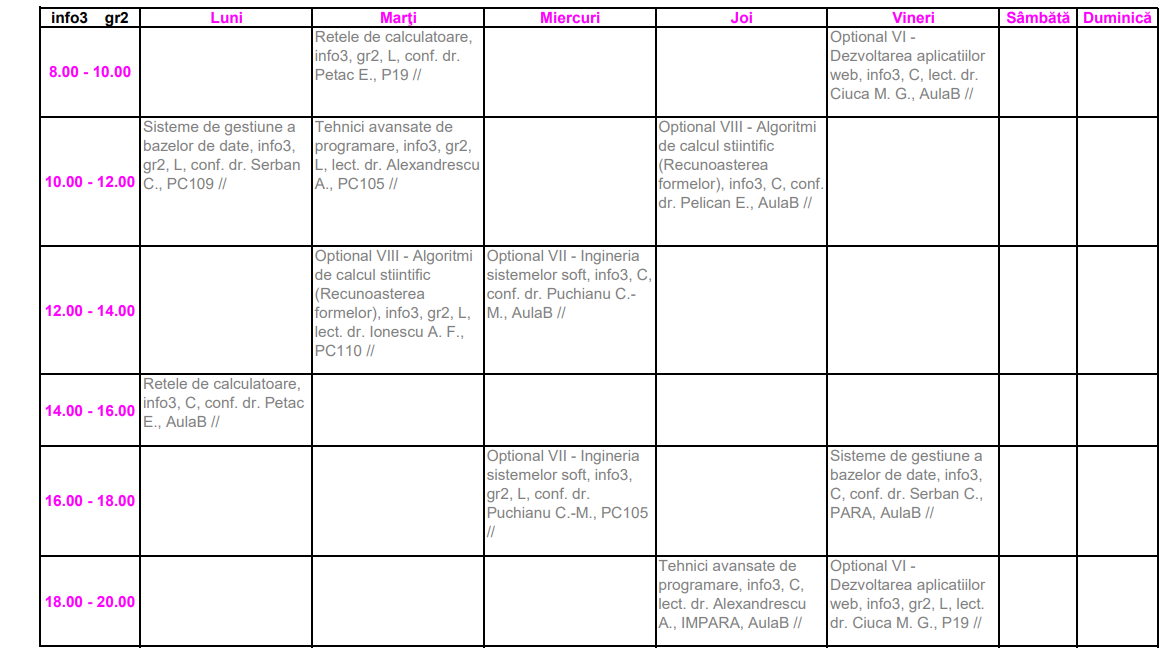 info3 gr2 Luni Marţi Miercuri Joi Vineri Sâmbătă Duminică
8.00 - 10.00
Retele de calculatoare,
info3, gr2, L, conf. dr.
Petac E., P19 //
Optional VI -
Dezvoltarea aplicatiilor
web, info3, C, lect. dr.
Ciuca M. G., AulaB //
10.00 - 12.00
Sisteme de gestiune a
bazelor de date, info3,
gr2, L, conf. dr. Serban
C., PC109 //
Tehnici avansate de
programare, info3, gr2,
L, lect. dr. Alexandrescu
A., PC105 //
Optional VIII - Algoritmi
de calcul stiintific
(Recunoasterea
formelor), info3, C, conf.
dr. Pelican E., AulaB //
12.00 - 14.00
Optional VIII - Algoritmi
de calcul stiintific
(Recunoasterea
formelor), info3, gr2, L,
lect. dr. Ionescu A. F.,
PC110 //
Optional VII - Ingineria
sistemelor soft, info3, C,
conf. dr. Puchianu C.-
M., AulaB //
14.00 - 16.00
Retele de calculatoare,
info3, C, conf. dr. Petac
E., AulaB //
16.00 - 18.00
Optional VII - Ingineria
sistemelor soft, info3,
gr2, L, conf. dr.
Puchianu C.-M., PC105
//
Sisteme de gestiune a
bazelor de date, info3,
C, conf. dr. Serban C.,
PARA, AulaB //
18.00 - 20.00
Tehnici avansate de
programare, info3, C,
lect. dr. Alexandrescu
A., IMPARA, AulaB //
Optional VI -
Dezvoltarea aplicatiilor
web, info3, gr2, L, lect.
dr. Ciuca M. G., P19 //